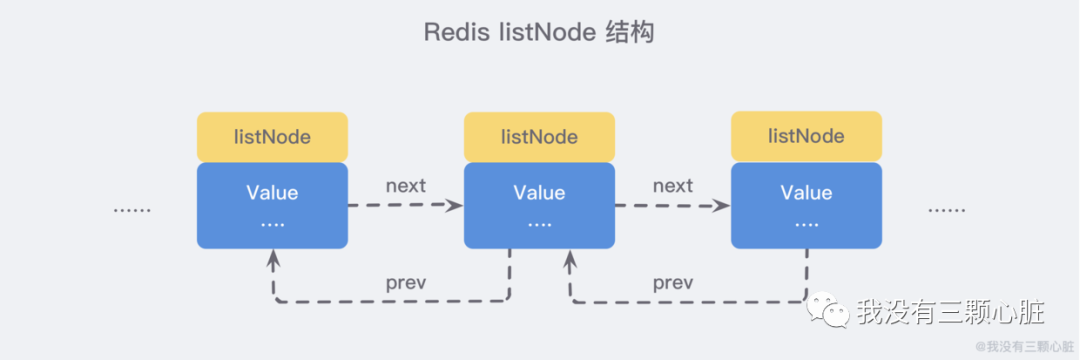 Redis listNode 结构
listNode
listNode
listNode
Value
....
next
Value
....
next
Value
....
......
......
prev
prev
我没有三颗心脏
@我没有三颗心脏